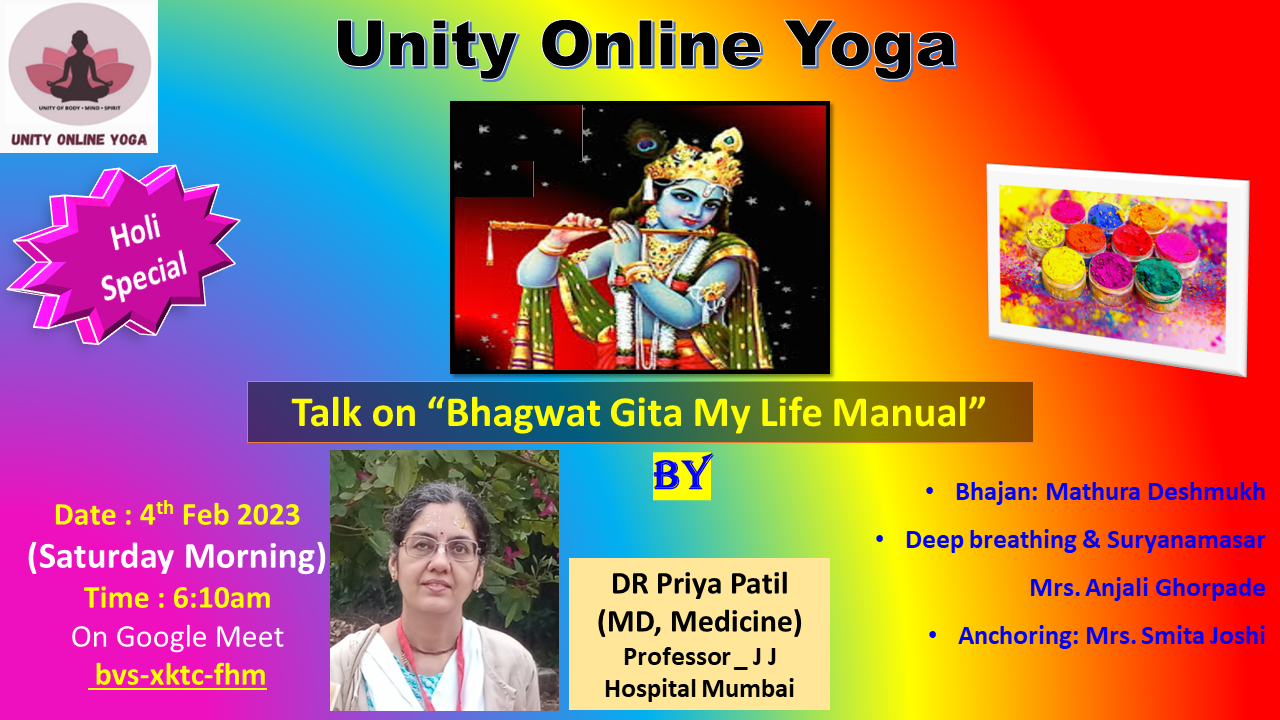 Unity Online Yoga
UNITY OF BODY • MIND • SPIRIT
UNITY ONLINE YOGA
Holi
Special
Talk on “Bhagwat Gita My Life Manual”
BY
Date : 4th Feb 2023
(Saturday Morning)
Time : 6:10am
On Google Meet
bvs-xktc-fhm
DR Priya Patil
(MD, Medicine)
Professor _ J J
Hospital Mumbai
• Bhajan: Mathura Deshmukh
• Deep breathing & Suryanamasar
Mrs. Anjali Ghorpade
• Anchoring: Mrs. Smita Joshi